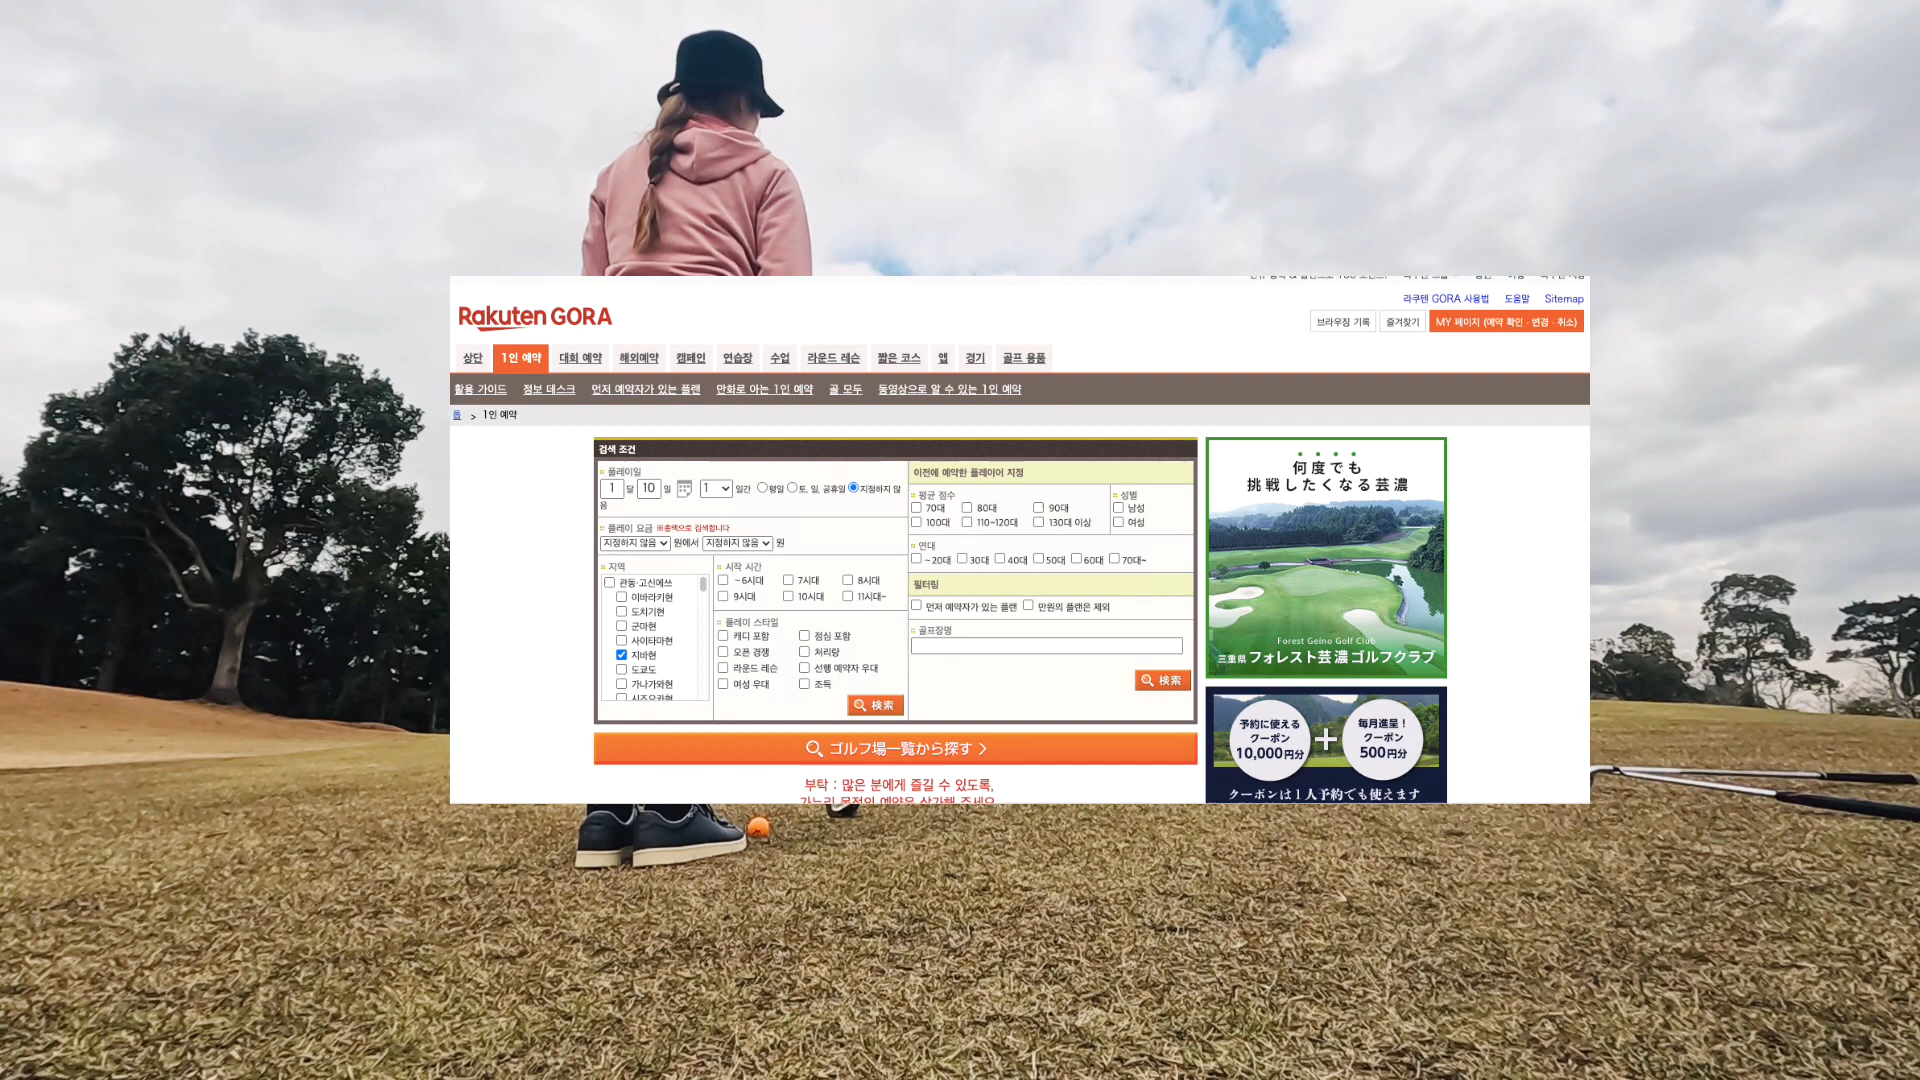 라쿠텐 GORA 사용법 도움말 Sitemap
Rakuten GORA
브라우징 기록 즐겨찾기 MY 페이지 (예약 확인 · 변경 · 취소)
상단 1인 예약 대회 예약 해외예약 캠페인 연습장 수업 라운드 레슨 짧은 코스 앱 경기 골프 용품
활용 가이드 정보 데스크 먼저 예약자가 있는 플랜 만화로 아는 1인 예약 골 모두 동영상으로 알 수 있는 1인 예약
톱 > 1인 예약
검색 조건
플레이일
1 달 10 일 1 일간 평일 토, 일, 공휴일 지정하지 않
음
플레이 요금 ※총액으로 검색합니다
지정하지 않음 원에서 지정하지 않음 원
지역
관동·고신에쓰
이바라키현
도치기현
군마현
사이타마현
지바현
도쿄도
가나가와현
시즈오카현
시작 시간
~6시대 7시대 8시대
9시대 10시대 11시대~
플레이 스타일
캐디 포함 점심 포함
오픈 경쟁 처리량
라운드 레슨 선행 예약자 우대
여성 우대 조득
検索
이전에 예약한 플레이어 지정
평균 점수
70대 80대 90대
100대 110~120대 130대 이상
성별
남성
여성
연대
~20대 30대 40대 50대 60대 70대~
필터링
먼저 예약자가 있는 플랜 만원의 플랜은 제외
골프장명
検索
ゴルフ場一覧から探す
부탁 : 많은 분에게 즐길 수 있도록,
何度でも
挑戦したくなる芸濃
Forest Geino Golf Club
三重県 フォレスト芸濃ゴルフクラブ
予約に使える
クーポン
10,000円分
+
毎月進呈！
クーポン
500円分
クーポンは1人予約でも使えます